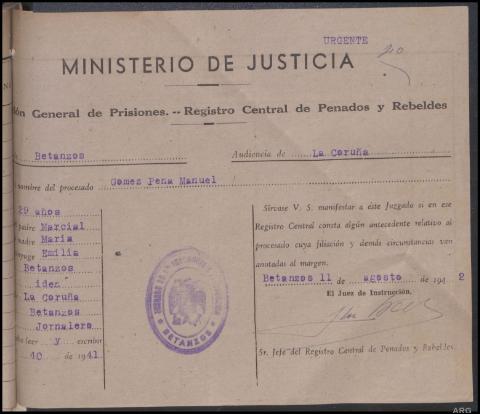 URGENTE
MINISTERIO DE JUSTICIA
ón General de Prisiones. -- Registro Central de Penados y Rebeldes
Betanzos Audiencia de La Coruña
nombre del procesado Gomez Pena Manuel
29 años
padre Marcial
madre Maria
Emilia
Betanzos
idem
La Coruña
Betanzos
Jornalero
leer y escribir
10 de 1941
Sírvase V. S. manifestar a éste Juzgado si en ese
Registro Central consta algún antecedente relativo al
procesado cuya filiación y demás circunstancias van
anotadas al margen.
Betanzos 11 de agosto de 194 2
El Juez de Instrucción,
Sr. Jefe del Registro Central de Penados y Rebeldes.
BETANZOS
ARG